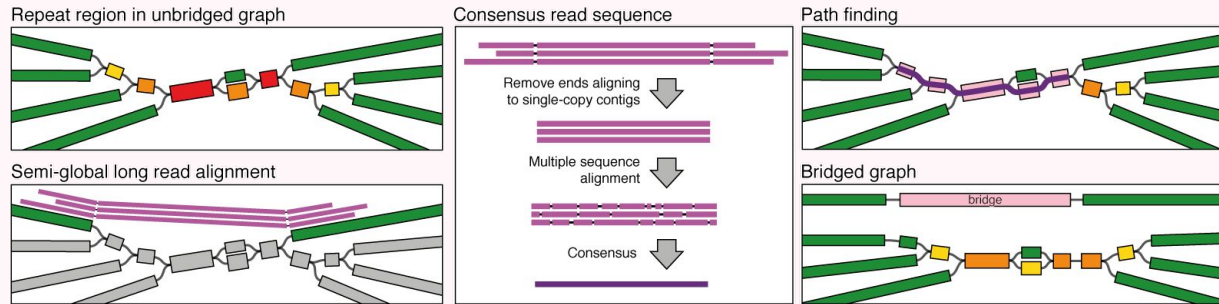 Repeat region in unbridged graph
Semi-global long read alignment
Consensus read sequence
Remove ends aligning
to single-copy contigs
Multiple sequence
alignment
Consensus
Path finding
Bridged graph
bridge